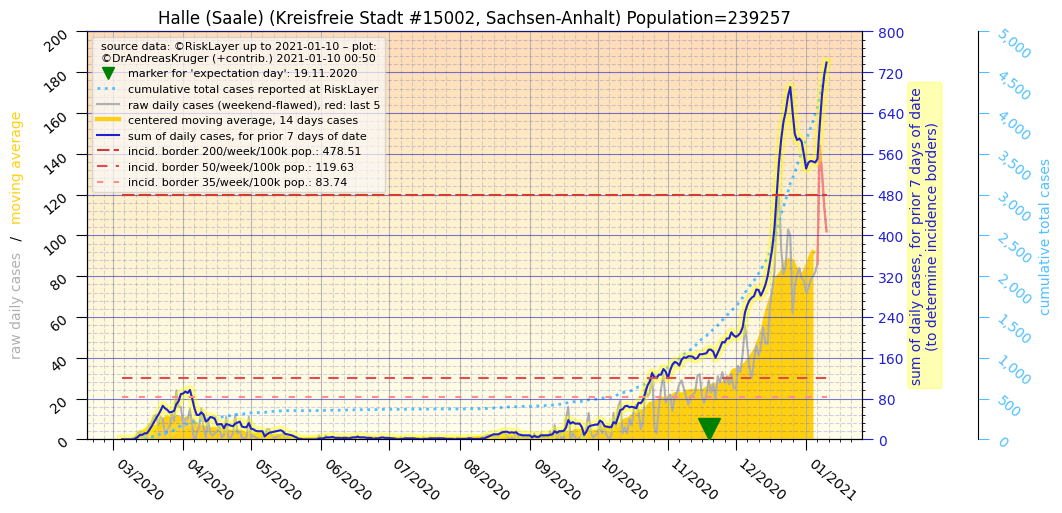 Halle (Saale) (Kreisfreie Stadt #15002, Sachsen-Anhalt) Population=239257
source data: ©RiskLayer up to 2021-01-10 – plot:
©DrAndreasKruger (+contrib.) 2021-01-10 00:50
marker for 'expectation day': 19.11.2020
cumulative total cases reported at RiskLayer
raw daily cases (weekend-flawed), red: last 5
centered moving average, 14 days cases
sum of daily cases, for prior 7 days of date
incid. border 200/week/100k pop.: 478.51
incid. border 50/week/100k pop.: 119.63
incid. border 35/week/100k pop.: 83.74
raw daily cases / moving average
200
180
160
140
120
100
80
60
40
20
0
03/2020
04/2020
05/2020
06/2020
07/2020
08/2020
09/2020
10/2020
11/2020
12/2020
01/2021
800
720
640
560
480
400
320
240
160
80
0
sum of daily cases, for prior 7 days of date
(to determine incidence borders)
5,000
4,500
4,000
3,500
3,000
2,500
2,000
1,500
1,000
500
0
cumulative total cases